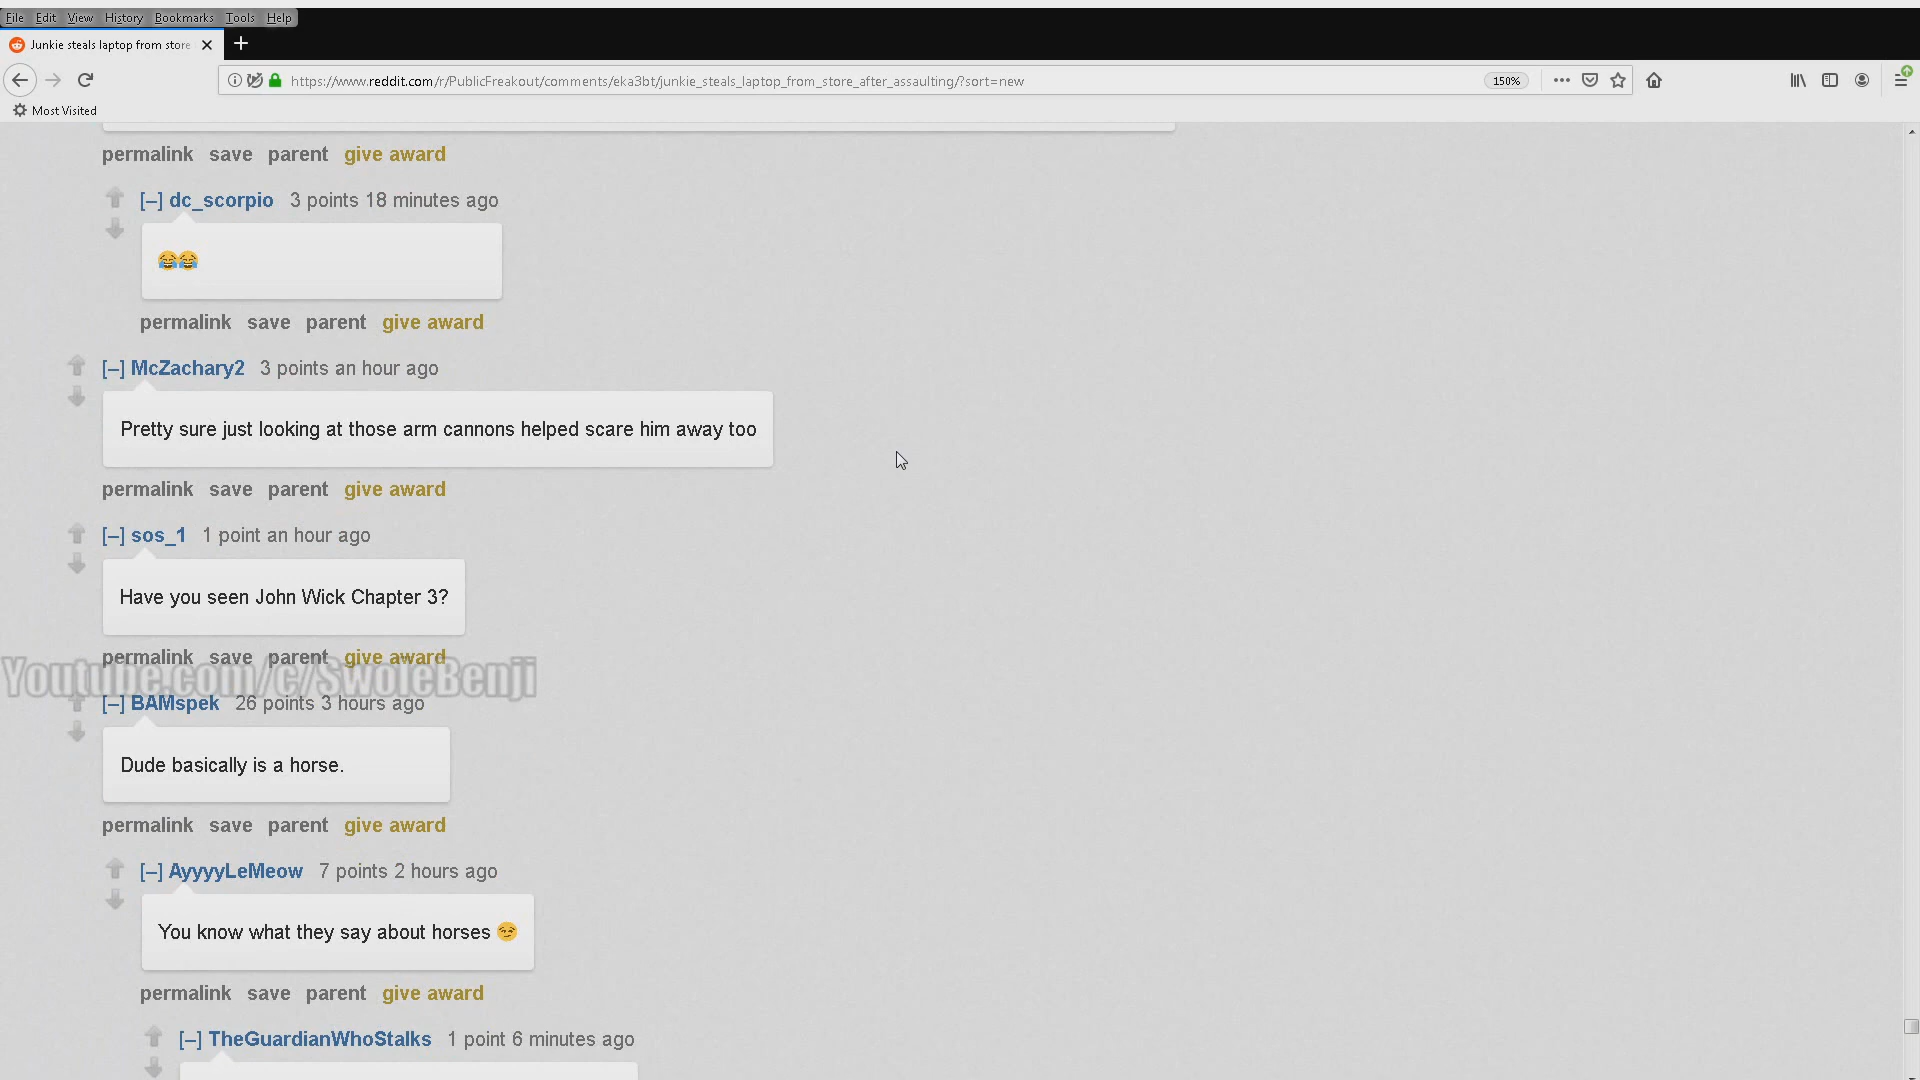 File Edit View History Bookmarks Tools Help
Junkie steals laptop from store
https://www.reddit.com/r/PublicFreakout/comments/eka3bt/junkie_steals_laptop_from_store_after_assaulting/?sort=new 150%
Most Visited
permalink save parent give award
[–] dc_scorpio 3 points 18 minutes ago
😂😂
permalink save parent give award
[–] McZachary2 3 points an hour ago
Pretty sure just looking at those arm cannons helped scare him away too
permalink save parent give award
[–] sos_1 1 point an hour ago
Have you seen John Wick Chapter 3?
permalink save parent give award
Youtube.com/c/SwoleBenji
[–] BAMspek 26 points 3 hours ago
Dude basically is a horse.
permalink save parent give award
[–] AyyyyLeMeow 7 points 2 hours ago
You know what they say about horses 😏
permalink save parent give award
[–] TheGuardianWhoStalks 1 point 6 minutes ago